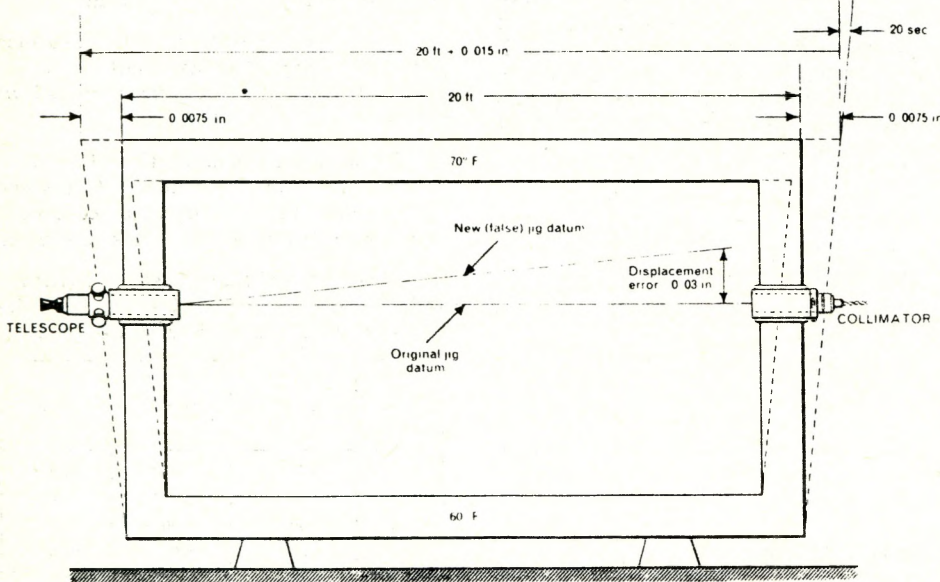 20 sec
20 ft + 0 015 in
20 ft
0 0075 in
0 0075 in
70° F
New (false) jig datum
Displacement
error 0 03 in
TELESCOPE
COLLIMATOR
Original jig
datum
60 F